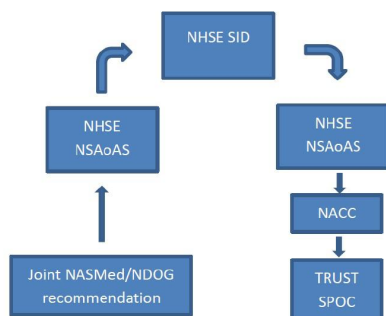 NHSE SID
NHSE
NSAoAS
NHSE
NSAoAS
NACC
Joint NASMed/NDOG
recommendation
TRUST
SPOC